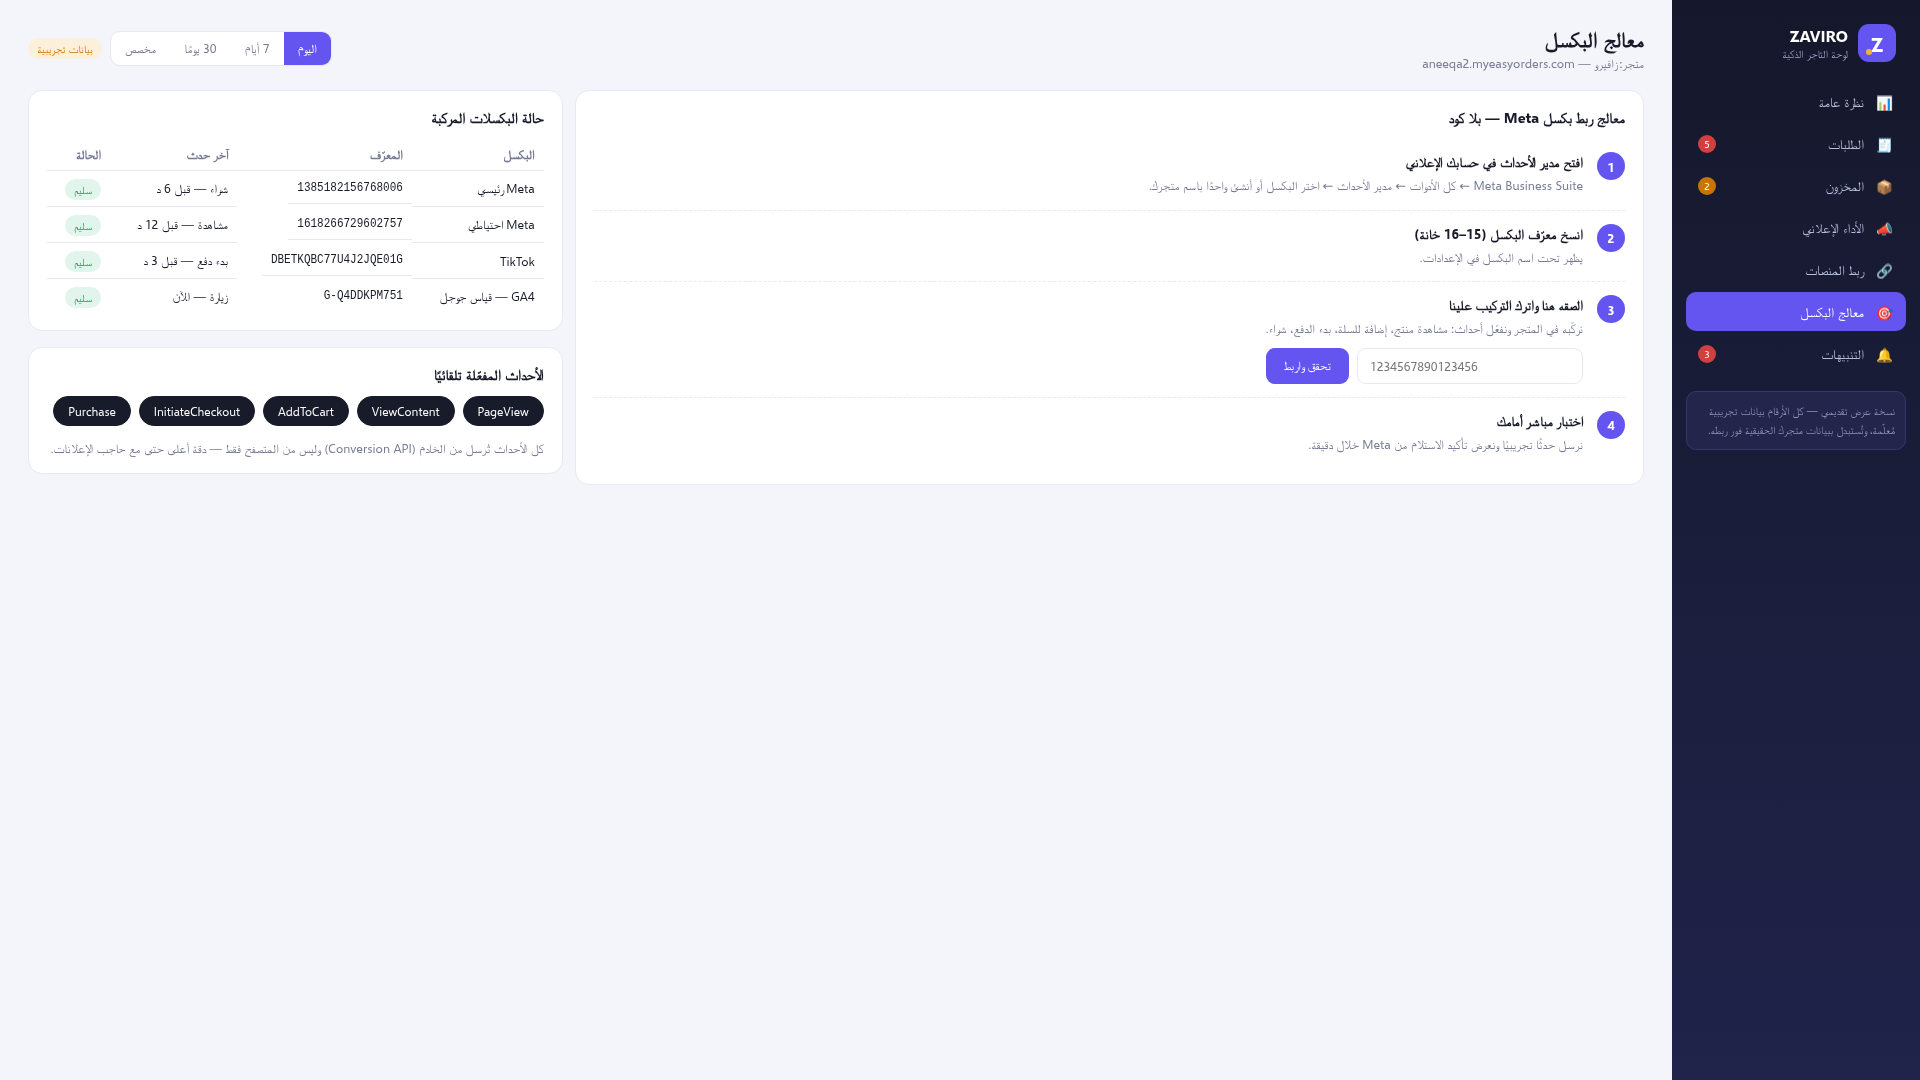 ZAVIRO
لوحة التاجر الذكية
نظرة عامة
الطلبات
5
المخزون
2
الأداء الإعلاني
ربط المنصات
معالج البكسل
التنبيهات
3
نسخة عرض تقديمي — كل الأرقام بيانات تجريبية
مُعلّمة، وتُستبدل ببيانات متجرك الحقيقية فور ربطه.
معالج البكسل
متجر: زافيرو — aneeqa2.myeasyorders.com
اليوم
7 أيام
30 يومًا
مخصص
بيانات تجريبية
معالج ربط بكسل Meta — بلا كود
1
افتح مدير الأحداث في حسابك الإعلاني
Meta Business Suite ← كل الأدوات ← مدير الأحداث ← اختر البكسل أو أنشئ واحدًا باسم متجرك.
2
انسخ معرّف البكسل (15–16 خانة)
يظهر تحت اسم البكسل في الإعدادات.
3
الصقه هنا واترك التركيب علينا
نركّبه في المتجر ونفعّل أحداث: مشاهدة منتج، إضافة للسلة، بدء الدفع، شراء.
1234567890123456
تحقق واربط
4
اختبار مباشر أمامك
نرسل حدثًا تجريبيًا ونعرض تأكيد الاستلام من Meta خلال دقيقة.
حالة البكسلات المركبة
البكسل المعرّف آخر حدث الحالة
Meta رئيسي 1385182156768006 شراء — قبل 6 د سليم
Meta احتياطي 1618266729602757 مشاهدة — قبل 12 د سليم
TikTok DBETKQBC77U4J2JQE01G بدء دفع — قبل 3 د سليم
GA4 — قياس جوجل G-Q4DDKPM751 زيارة — الآن سليم
الأحداث المفعّلة تلقائيًا
PageView
ViewContent
AddToCart
InitiateCheckout
Purchase
كل الأحداث تُرسل من الخادم (Conversion API) وليس من المتصفح فقط — دقة أعلى حتى مع حاجب الإعلانات.